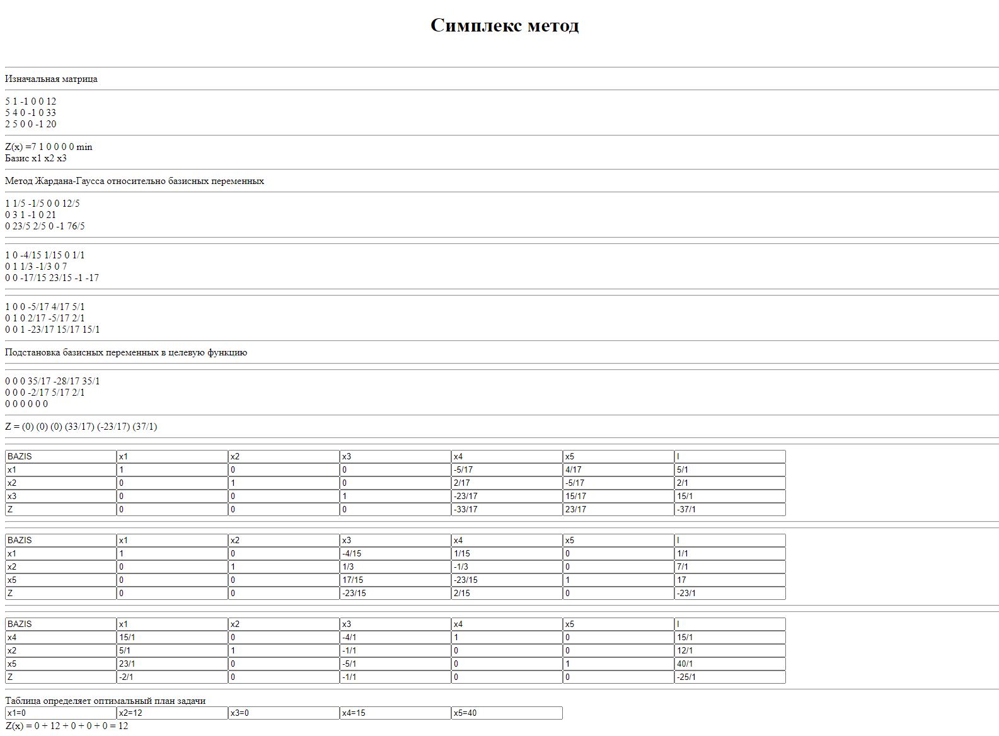 Симплекс метод
Изначальная матрица
5 1 -1 0 0 12
5 4 0 -1 0 33
2 5 0 0 -1 20
Z(x) =7 1 0 0 0 0 min
Базис x1 x2 x3
Метод Жардана-Гаусса относительно базисных переменных
1 1/5 -1/5 0 0 12/5
0 3 1 -1 0 21
0 23/5 2/5 0 -1 76/5
1 0 -4/15 1/15 0 1/1
0 1 1/3 -1/3 0 7
0 0 -17/15 23/15 -1 -17
1 0 0 -5/17 4/17 5/1
0 1 0 2/17 -5/17 2/1
0 0 1 -23/17 15/17 15/1
Подстановка базисных переменных в целевую функцию
0 0 0 35/17 -28/17 35/1
0 0 0 -2/17 5/17 2/1
0 0 0 0 0 0
Z = (0) (0) (0) (33/17) (-23/17) (37/1)
BAZIS x1 x2 x3 x4 x5 l
x1 1 0 0 -5/17 4/17 5/1
x2 0 1 0 2/17 -5/17 2/1
x3 0 0 1 -23/17 15/17 15/1
Z 0 0 0 -33/17 23/17 -37/1
BAZIS x1 x2 x3 x4 x5 l
x1 1 0 -4/15 1/15 0 1/1
x2 0 1 1/3 -1/3 0 7/1
x5 0 0 17/15 -23/15 1 17
Z 0 0 -23/15 2/15 0 -23/1
BAZIS x1 x2 x3 x4 x5 l
x4 15/1 0 -4/1 1 0 15/1
x2 5/1 1 -1/1 0 0 12/1
x5 23/1 0 -5/1 0 1 40/1
Z -2/1 0 -1/1 0 0 -25/1
Таблица определяет оптимальный план задачи
x1=0 x2=12 x3=0 x4=15 x5=40
Z(x) = 0 + 12 + 0 + 0 + 0 = 12